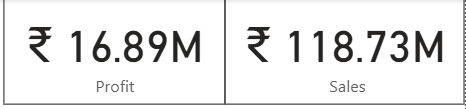 ₹ 16.89M ₹ 118.73M
Profit Sales